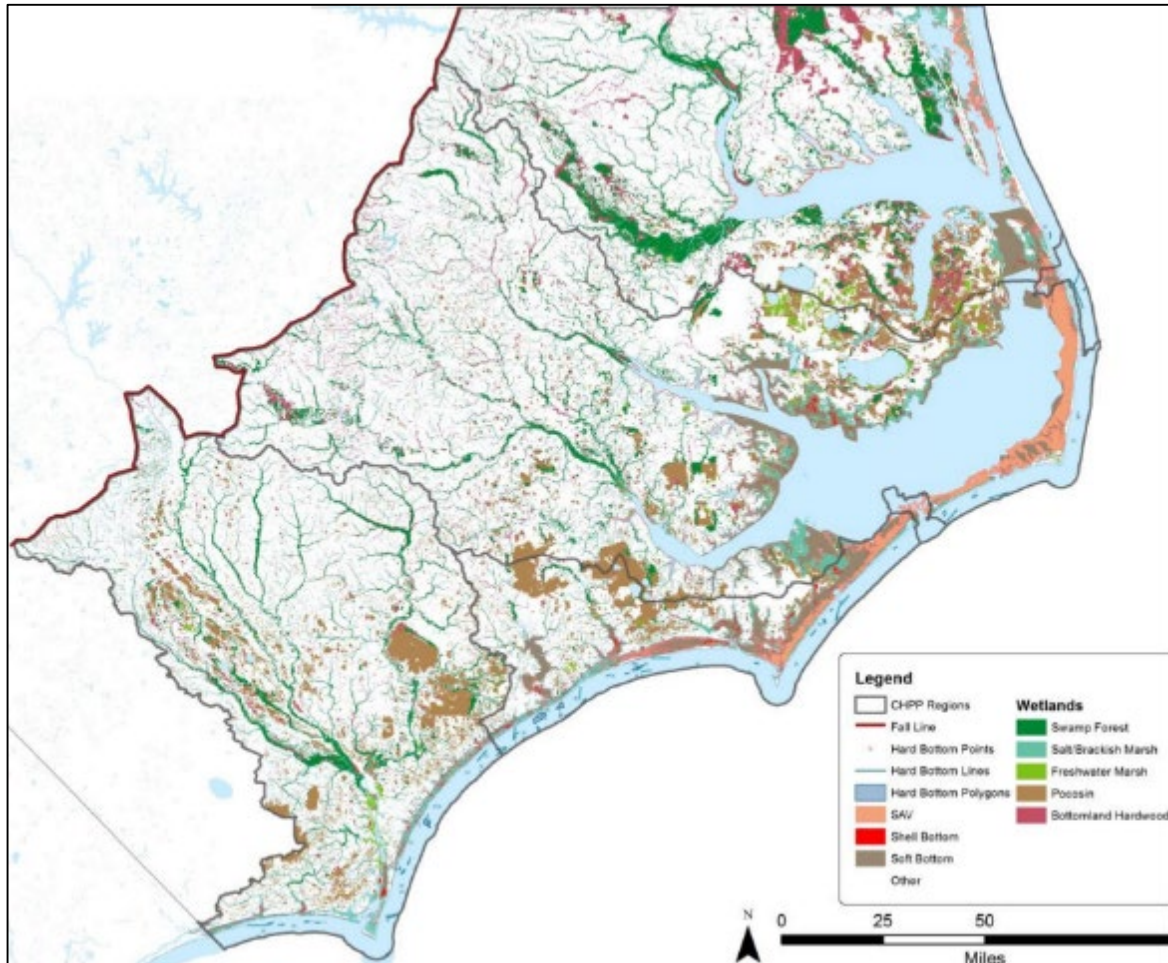 Legend
CHPP Regions
Fall Line
Hard Bottom Points
Hard Bottom Lines
Hard Bottom Polygons
SAV
Shell Bottom
Soft Bottom
Other
Wetlands
Swamp Forest
Salt/Brackish Marsh
Freshwater Marsh
Pocosin
Bottomland Hardwood
N
0 25 50
Miles